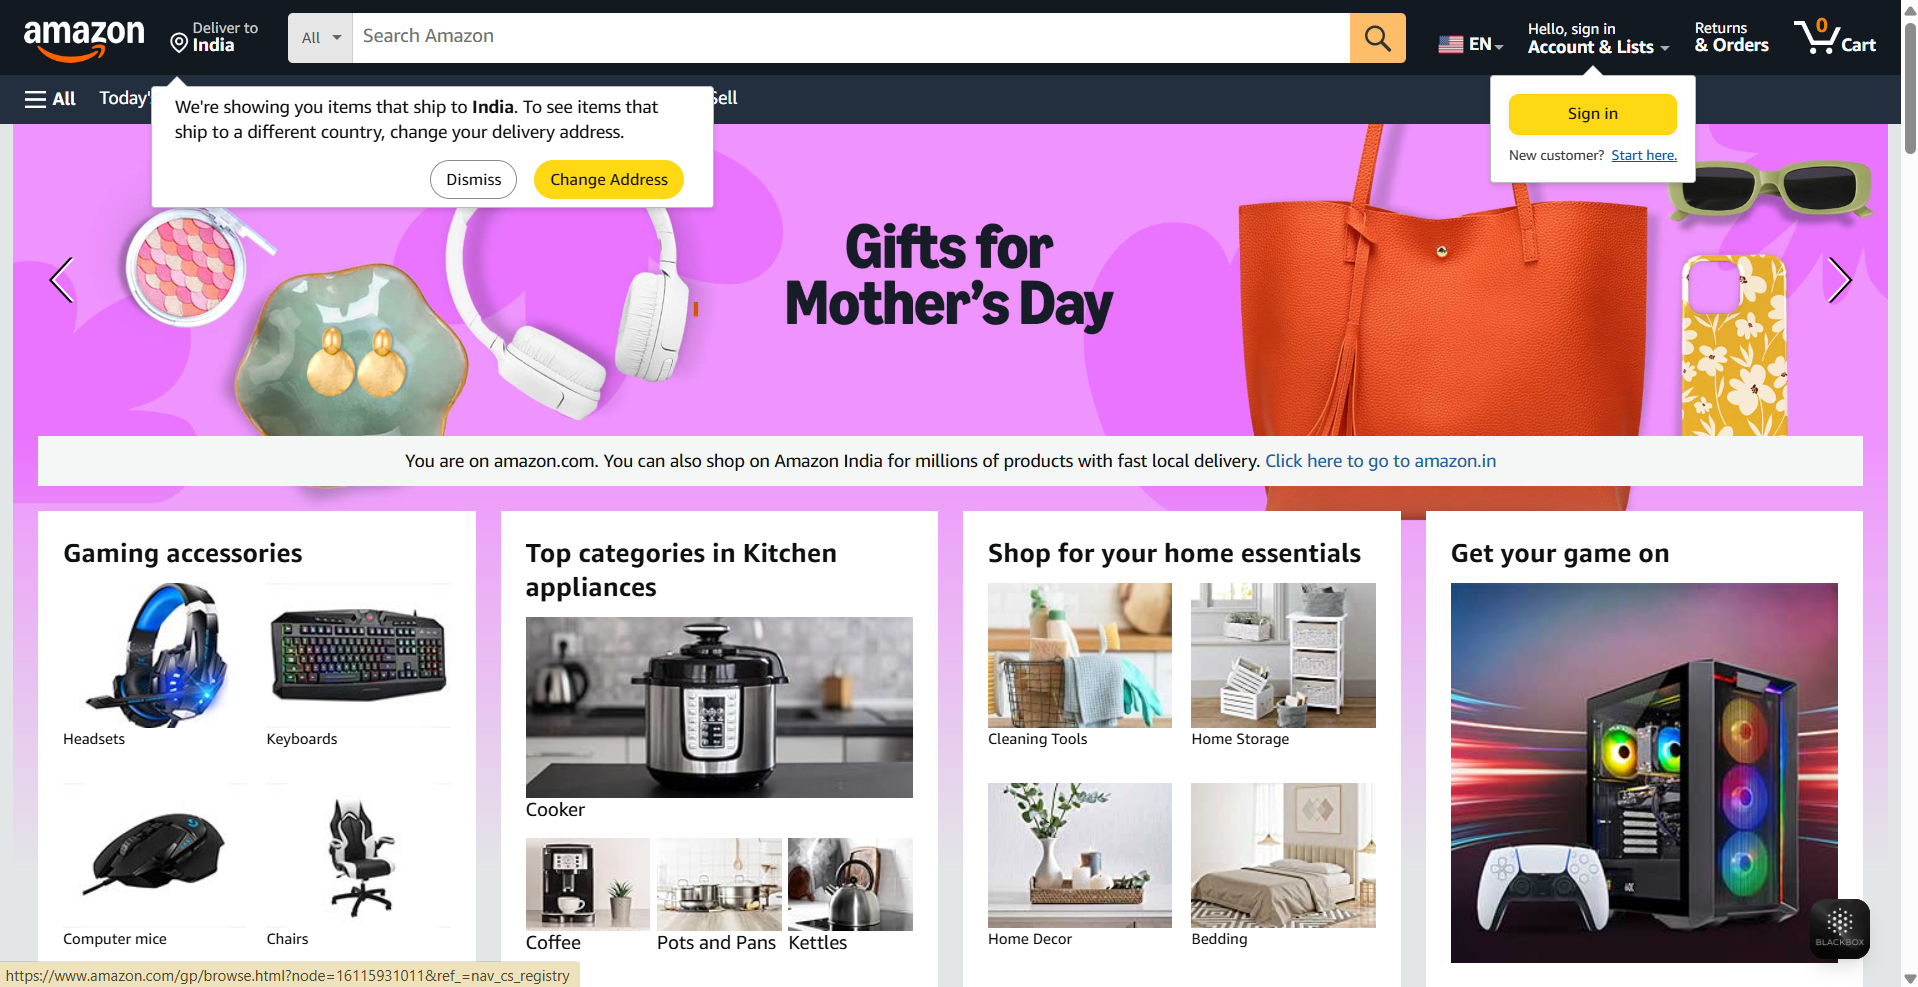 amazon
Deliver to
India
All
Search Amazon
EN
Hello, sign in
Account & Lists
Returns
& Orders
0
Cart
All
Today'
Sell
We're showing you items that ship to India. To see items that
ship to a different country, change your delivery address.
Dismiss
Change Address
Sign in
New customer? Start here.
Gifts for
Mother's Day
You are on amazon.com. You can also shop on Amazon India for millions of products with fast local delivery. Click here to go to amazon.in
Gaming accessories
Headsets
Keyboards
Computer mice
Chairs
Top categories in Kitchen
appliances
Cooker
Coffee
Pots and Pans
Kettles
Shop for your home essentials
Cleaning Tools
Home Storage
Home Decor
Bedding
Get your game on
BLACKBOX
https://www.amazon.com/gp/browse.html?node=16115931011&ref_=nav_cs_registry